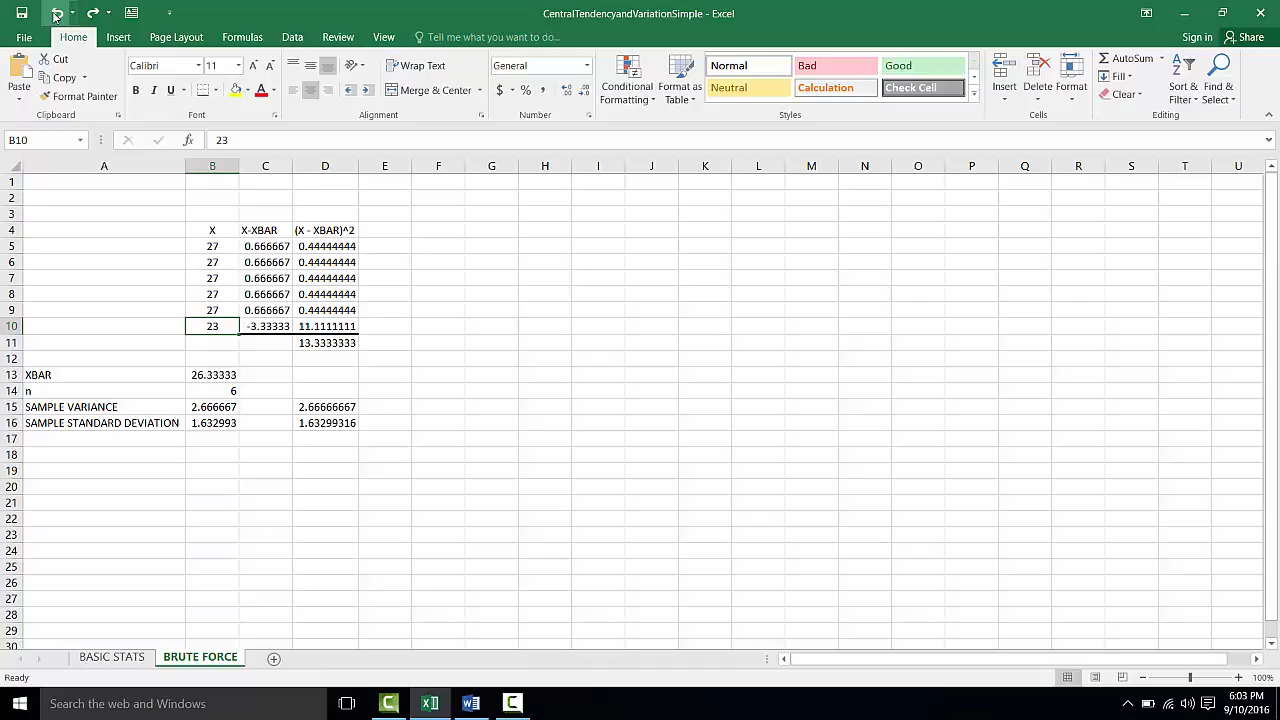 CentralTendencyandVariationSimple - Excel
File Home Insert Page Layout Formulas Data Review View Tell me what you want to do... Sign in Share
Paste Cut Copy Format Painter Clipboard
Calibri 11 A A B I U A Font
Wrap Text Merge & Center Alignment
General $ % , Number
Conditional Formatting Format as Table Normal Bad Good Neutral Calculation Check Cell Styles
Insert Delete Format Cells
AutoSum Fill Clear Sort & Filter Find & Select Editing
B10 fx 23
A B C D E F G H I J K L M N O P Q R S T U
1
2
3
4 X X-XBAR (X - XBAR)^2
5 27 0.666667 0.44444444
6 27 0.666667 0.44444444
7 27 0.666667 0.44444444
8 27 0.666667 0.44444444
9 27 0.666667 0.44444444
10 23 -3.33333 11.1111111
11 13.3333333
12
13 XBAR 26.33333
14 n 6
15 SAMPLE VARIANCE 2.666667 2.66666667
16 SAMPLE STANDARD DEVIATION 1.632993 1.63299316
17
18
19
20
21
22
23
24
25
26
27
28
29
30
BASIC STATS BRUTE FORCE
Ready 100%
Search the web and Windows 6:03 PM
9/10/2016